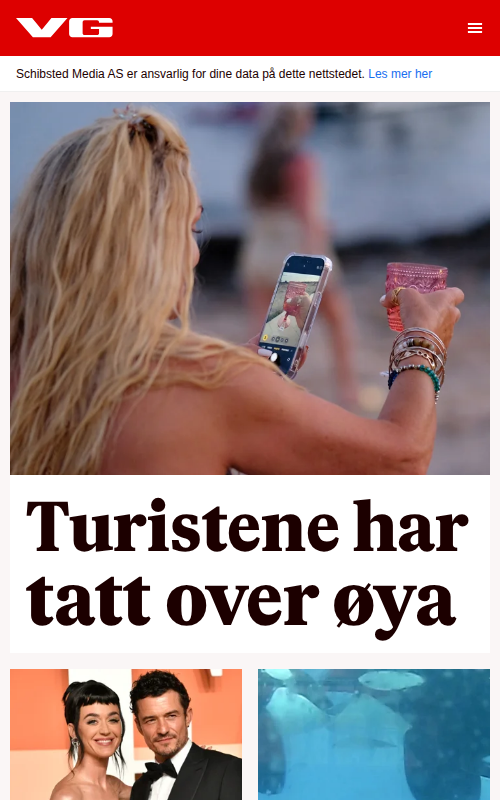 VG
Schibsted Media AS er ansvarlig for dine data på dette nettstedet. Les mer her
Turistene har
tatt over øya